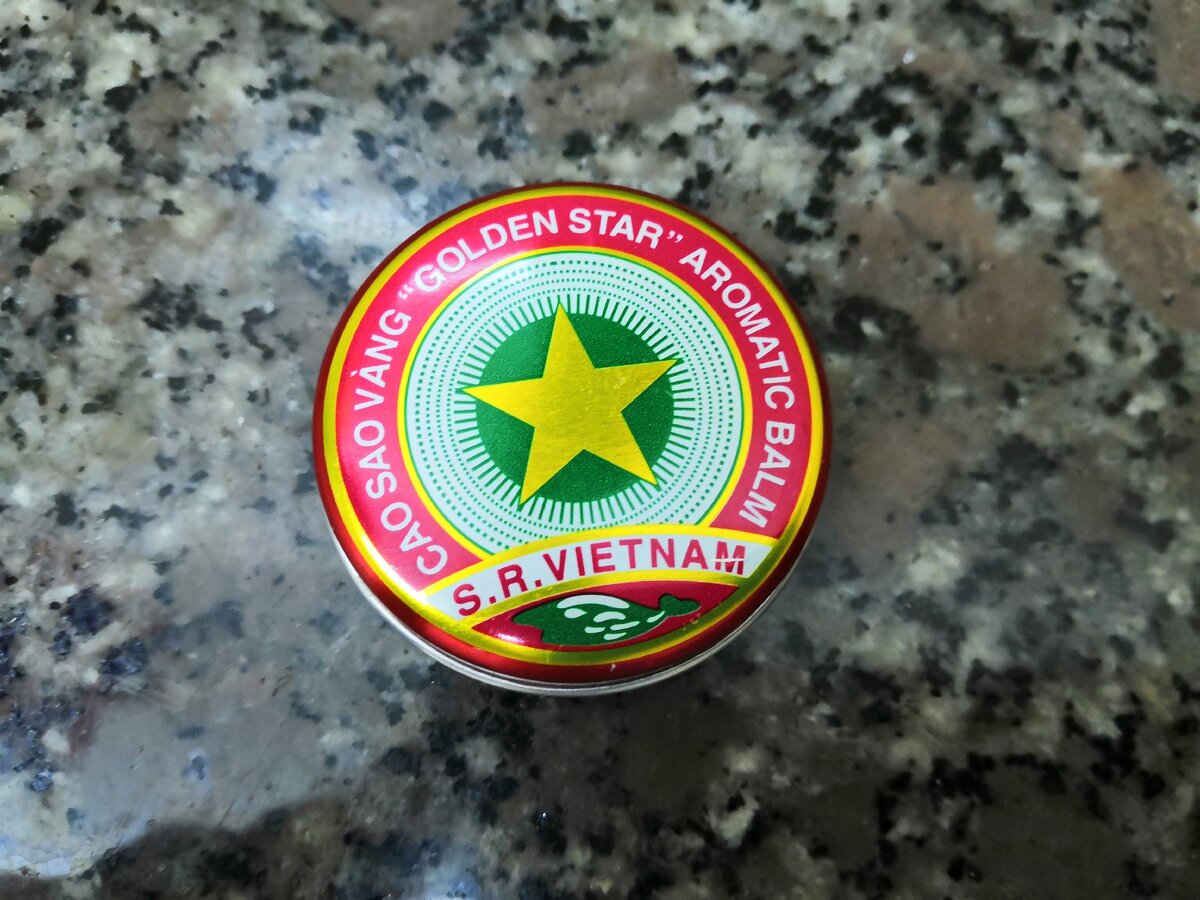 CAO SAO VÀNG "GOLDEN STAR" AROMATIC BALM
S.R.VIETNAM